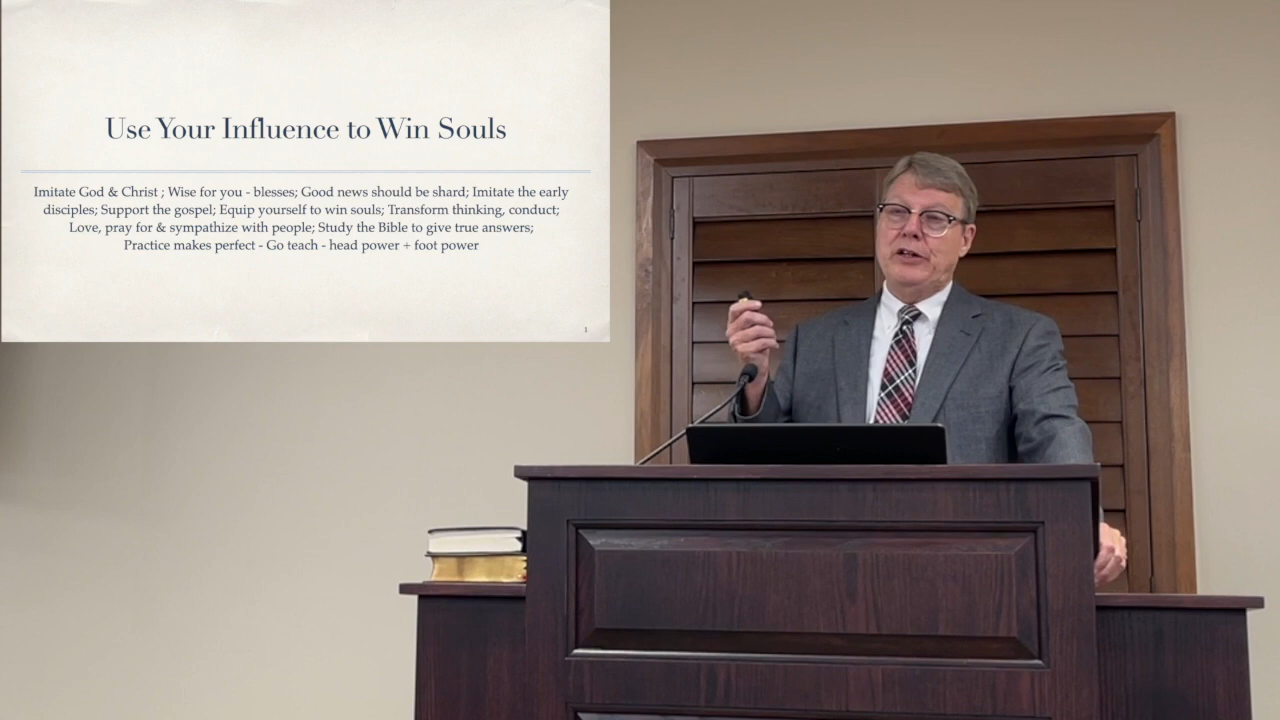 Use Your Influence to Win Souls
Imitate God & Christ ; Wise for you - blesses; Good news should be shard; Imitate the early
disciples; Support the gospel; Equip yourself to win souls; Transform thinking, conduct;
Love, pray for & sympathize with people; Study the Bible to give true answers;
Practice makes perfect - Go teach - head power + foot power
1